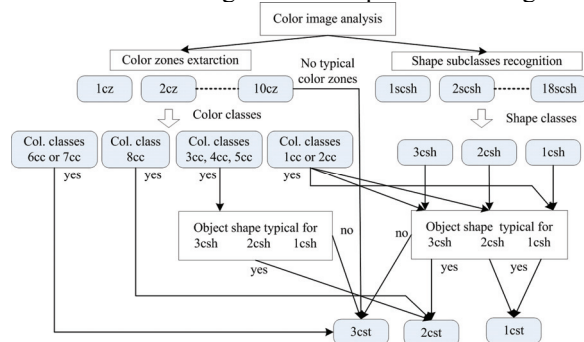 Color image analysis
Color zones extarction
No typical
color zones
Shape subclasses recognition
1cz 2cz 10cz
1scsh 2scsh 18scsh
Color classes
Shape classes
Col. classes
6cc or 7cc
Col. class
8cc
Col. classes
3cc, 4cc, 5cc
Col. classes
1cc or 2cc
3csh 2csh 1csh
yes yes yes yes
Object shape typical for
3csh 2csh 1csh
no
no
Object shape typical for
3csh 2csh 1csh
yes
yes yes
3cst 2cst 1cst